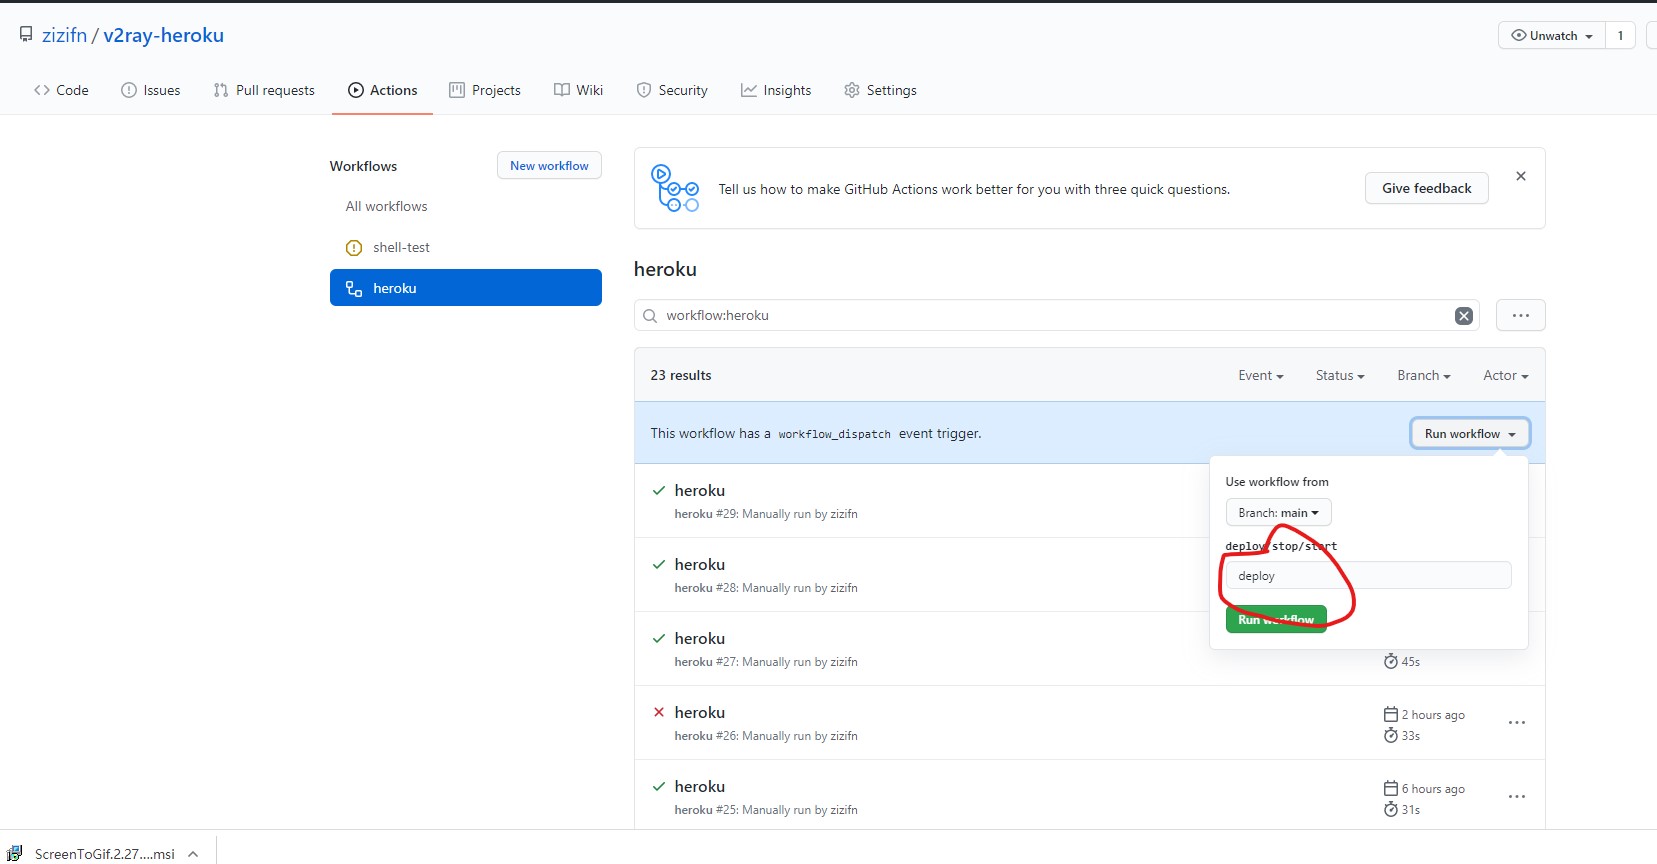 zizifn / v2ray-heroku
Unwatch 1
Code Issues Pull requests Actions Projects Wiki Security Insights Settings
Workflows
New workflow
All workflows
shell-test
heroku
Tell us how to make GitHub Actions work better for you with three quick questions.
Give feedback
heroku
workflow:heroku
23 results
Event Status Branch Actor
This workflow has a workflow_dispatch event trigger.
Run workflow
Use workflow from
Branch: main
deploy/stop/start
deploy
Run workflow
heroku
heroku #29: Manually run by zizifn
heroku
heroku #28: Manually run by zizifn
heroku
heroku #27: Manually run by zizifn
45s
heroku
heroku #26: Manually run by zizifn
2 hours ago
33s
heroku
heroku #25: Manually run by zizifn
6 hours ago
31s
ScreenToGif.2.27....msi